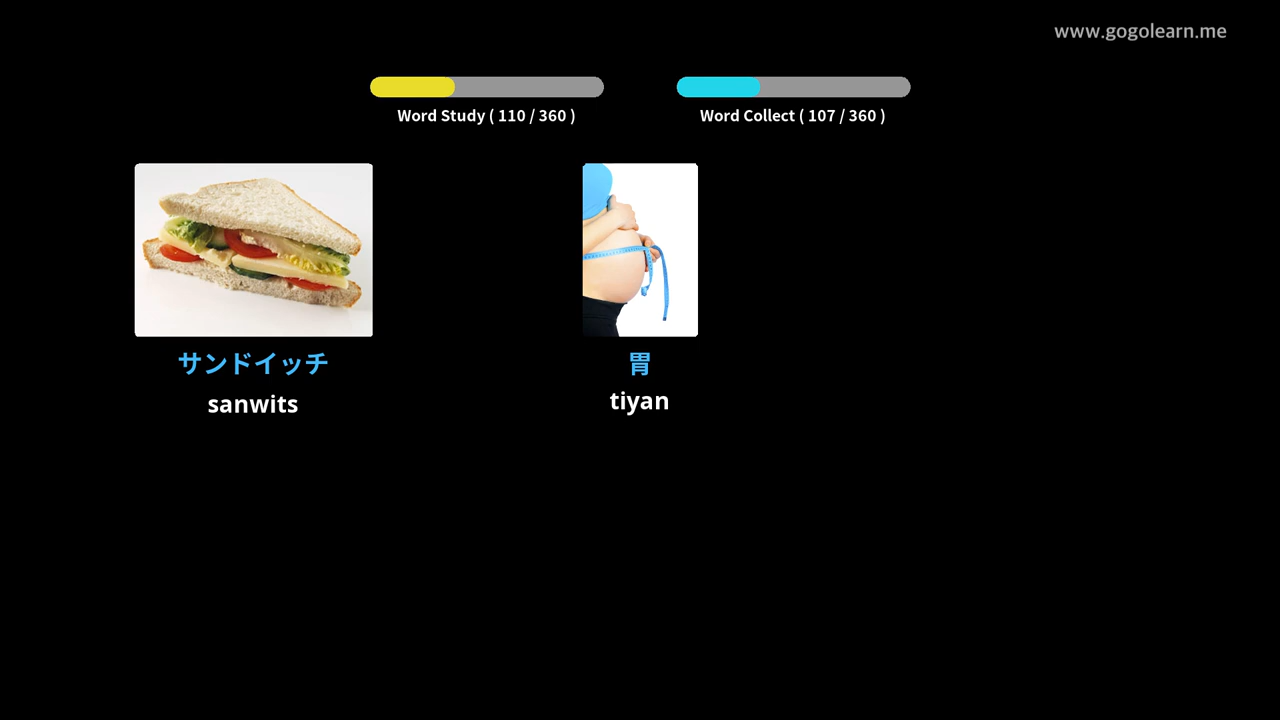 www.gogolearn.me
Word Study ( 110 / 360 )
Word Collect ( 107 / 360 )
サンドイッチ
sanwits
胃
tiyan